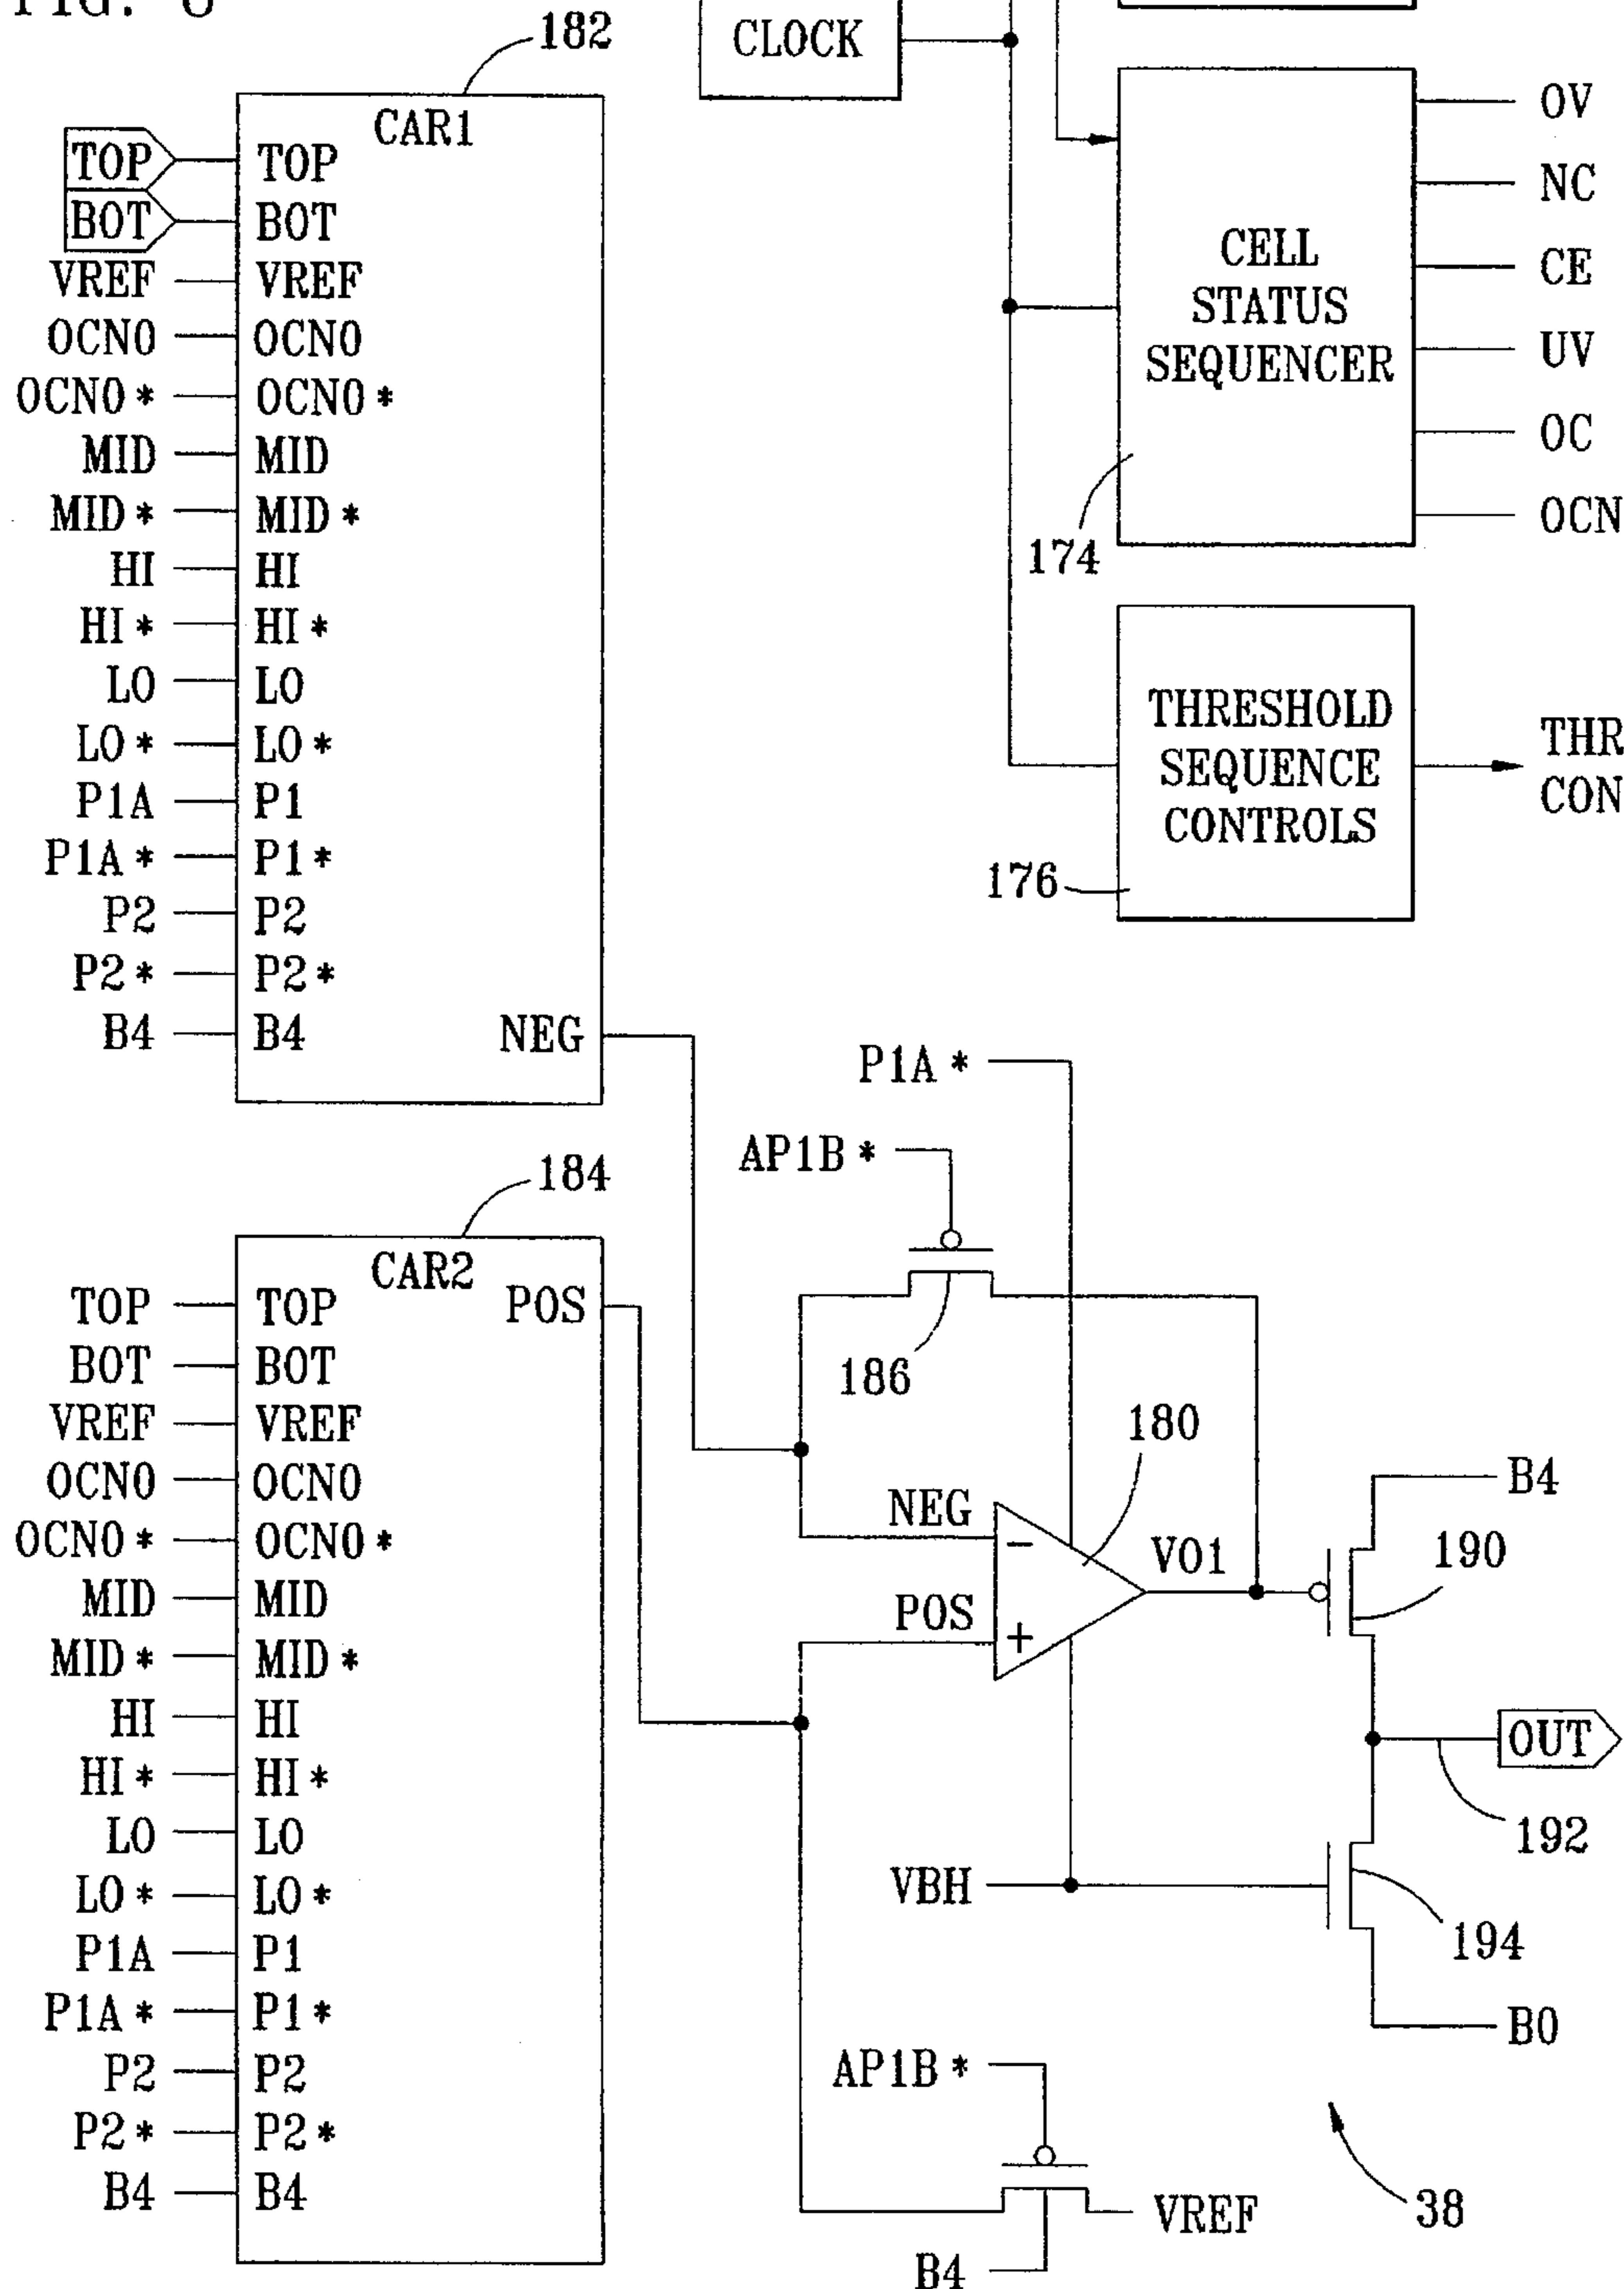 182
CLOCK
CAR1
TOP TOP
BOT BOT
VREF VREF
OCN0 OCN0
OCN0* OCN0*
MID MID
MID* MID*
HI HI
HI* HI*
LO LO
LO* LO*
P1A P1
P1A* P1*
P2 P2
P2* P2*
B4 B4
NEG
CELL
STATUS
SEQUENCER
174
OV
NC
CE
UV
OC
OCN
THRESHOLD
SEQUENCE
CONTROLS
176
THR
CON
184
CAR2
POS
TOP TOP
BOT BOT
VREF VREF
OCN0 OCN0
OCN0* OCN0*
MID MID
MID* MID*
HI HI
HI* HI*
LO LO
LO* LO*
P1A P1
P1A* P1*
P2 P2
P2* P2*
B4 B4
P1A*
AP1B*
186
180
NEG
−
POS
+
VO1
B4
190
OUT
192
VBH
194
B0
AP1B*
VREF
B4
38